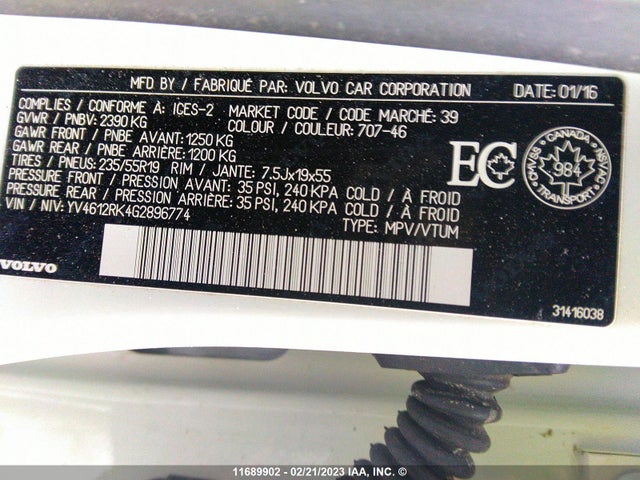 MFD BY / FABRIQUÉ PAR: VOLVO CAR CORPORATION DATE: 01/16
COMPLIES / CONFORME À: ICES-2 MARKET CODE / CODE MARCHÉ: 39
GVWR / PNBV: 2390 KG COLOUR / COULEUR: 707-46
GAWR FRONT / PNBE AVANT: 1250 KG
GAWR REAR / PNBE ARRIÈRE: 1200 KG
TIRES / PNEUS: 235/55R19 RIM / JANTE: 7.5Jx19x55
PRESSURE FRONT / PRESSION AVANT: 35 PSI, 240 KPA COLD / À FROID
PRESSURE REAR / PRESSION ARRIÈRE: 35 PSI, 240 KPA COLD / À FROID
VIN / NIV: YV4612RK4G2896774 TYPE: MPV/VTUM
EC
CANADA
984
TRANSPORT
VOLVO
31416038
11689902 - 02/21/2023 IAA, INC. ©